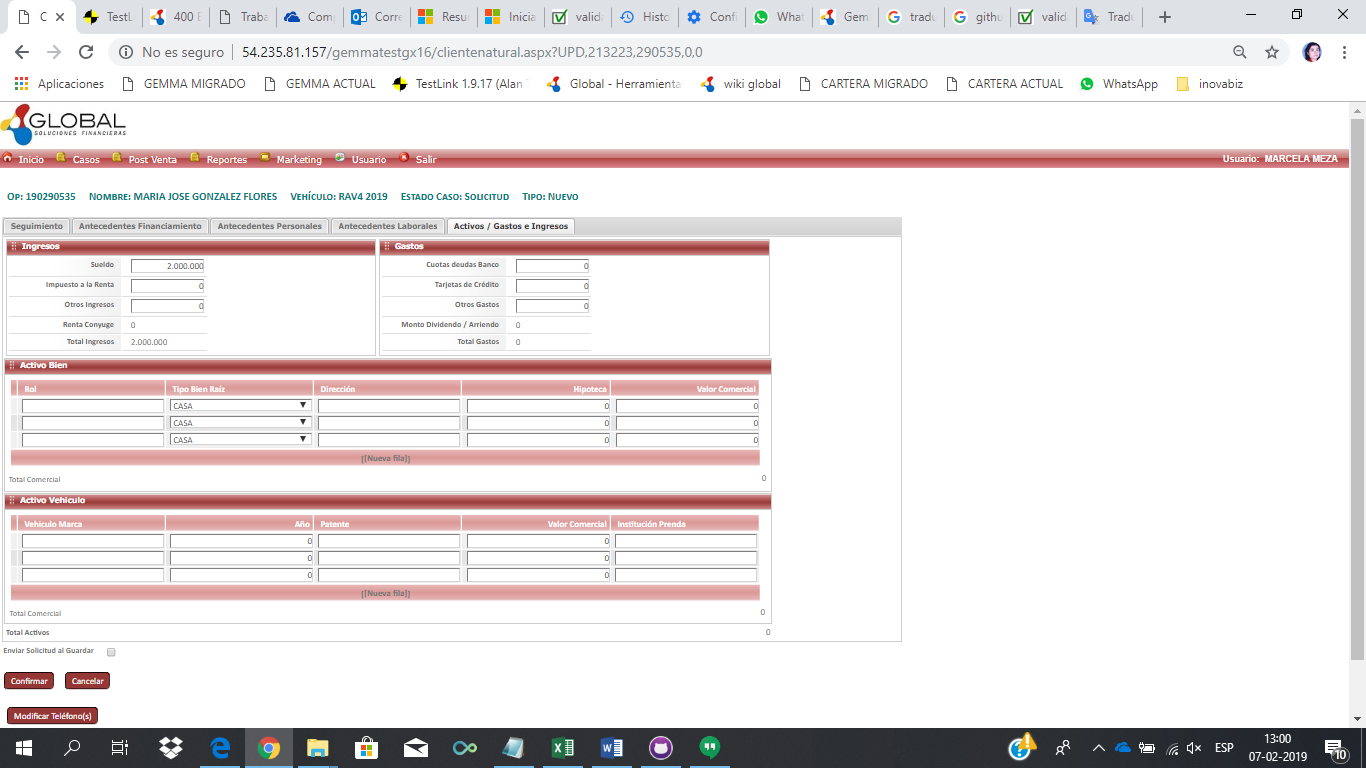 C
TestL
400 E
Traba
Com
Corre
Resu
Inicia
valid
Histo
Confi
What
Gem
tradu
githu
valid
Tradu
No es seguro | 54.235.81.157/gemmatestgx16/clientenatural.aspx?UPD,213223,290535,0,0
Aplicaciones GEMMA MIGRADO GEMMA ACTUAL TestLink 1.9.17 (Alan Global - Herramienta wiki global CARTERA MIGRADO CARTERA ACTUAL WhatsApp inovabiz
GLOBAL
SOLUCIONES FINANCIERAS
Inicio Casos Post Venta Reportes Marketing Usuario Salir Usuario: MARCELA MEZA
OP: 190290535 NOMBRE: MARIA JOSE GONZALEZ FLORES VEHÍCULO: RAV4 2019 ESTADO CASO: SOLICITUD TIPO: NUEVO
Seguimiento Antecedentes Financiamiento Antecedentes Personales Antecedentes Laborales Activos / Gastos e Ingresos
Ingresos
Sueldo 2.000.000
Impuesto a la Renta 0
Otros Ingresos 0
Renta Conyuge 0
Total Ingresos 2.000.000
Gastos
Cuotas deudas Banco 0
Tarjetas de Crédito 0
Otros Gastos 0
Monto Dividendo / Arriendo 0
Total Gastos 0
Activo Bien
Rol Tipo Bien Raíz Dirección Hipoteca Valor Comercial
CASA 0 0
CASA 0 0
CASA 0 0
[[Nueva fila]]
Total Comercial 0
Activo Vehículo
Vehiculo Marca Año Patente Valor Comercial Institución Prenda
0 0
0 0
0 0
[[Nueva fila]]
Total Comercial 0
Total Activos 0
Enviar Solicitud al Guardar
Confirmar Cancelar
Modificar Teléfono(s)
ESP
13:00
07-02-2019
10